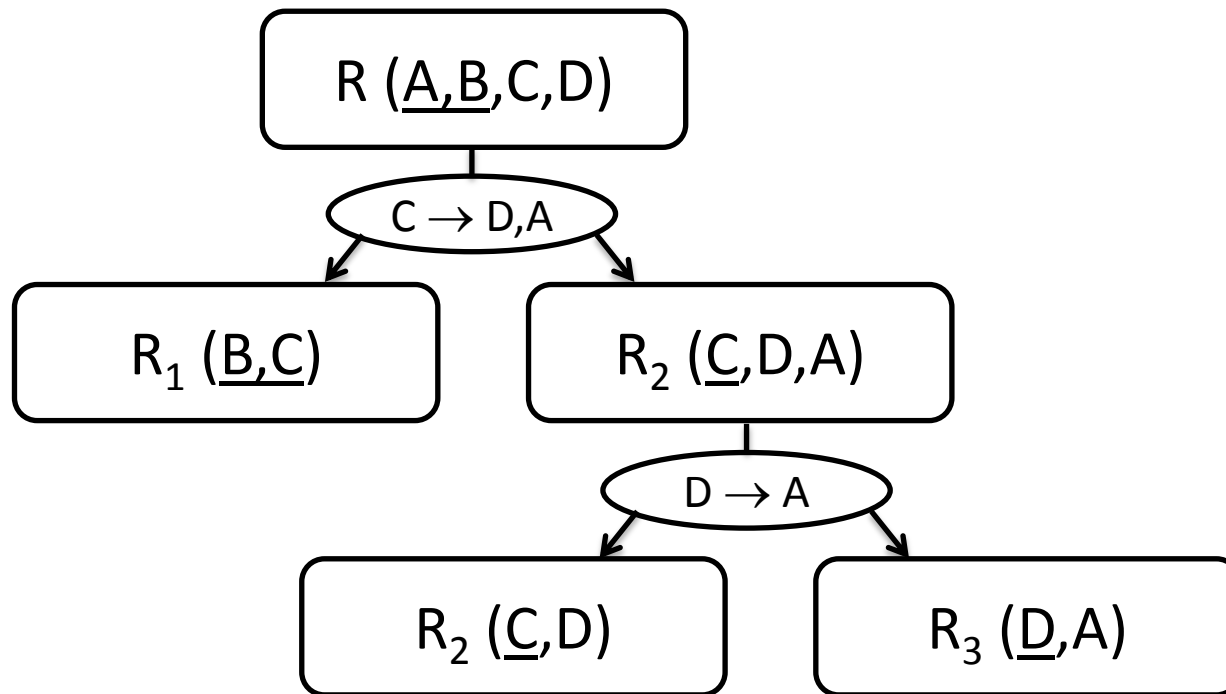 R (A,B,C,D)
C → D,A
R₁ (B,C)
R₂ (C,D,A)
D → A
R₂ (C,D)
R₃ (D,A)